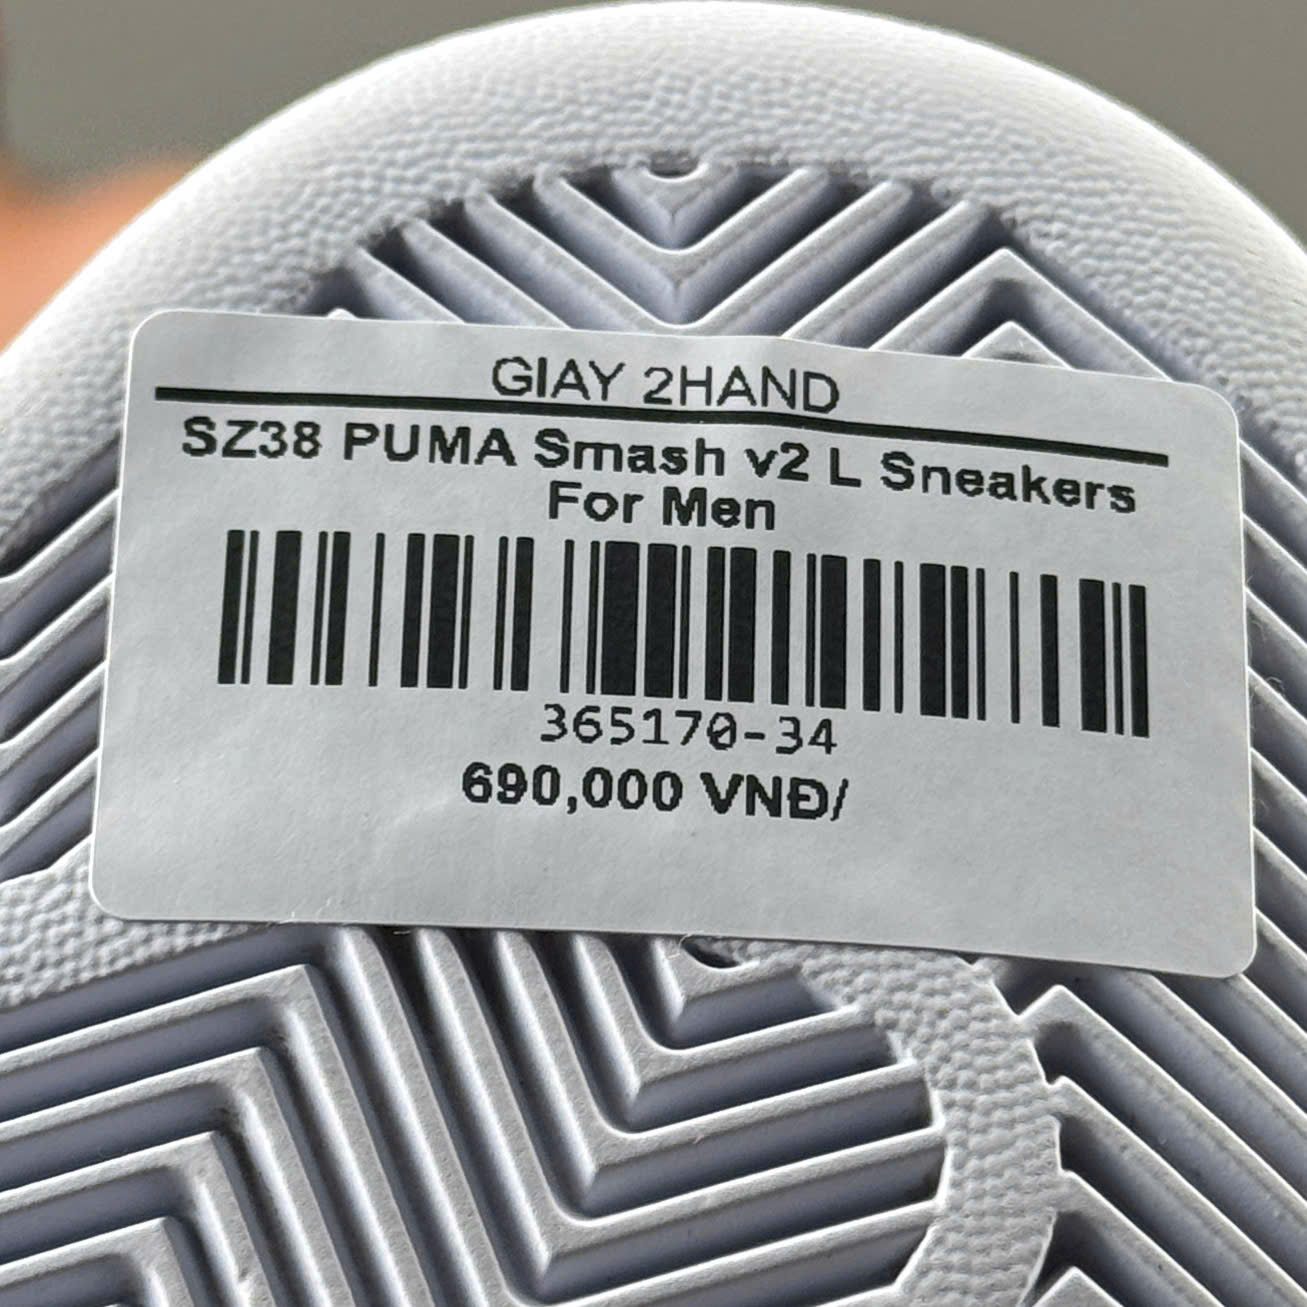 GIAY 2HAND
SZ38 PUMA Smash v2 L Sneakers
For Men
365170-34
690,000 VNĐ/